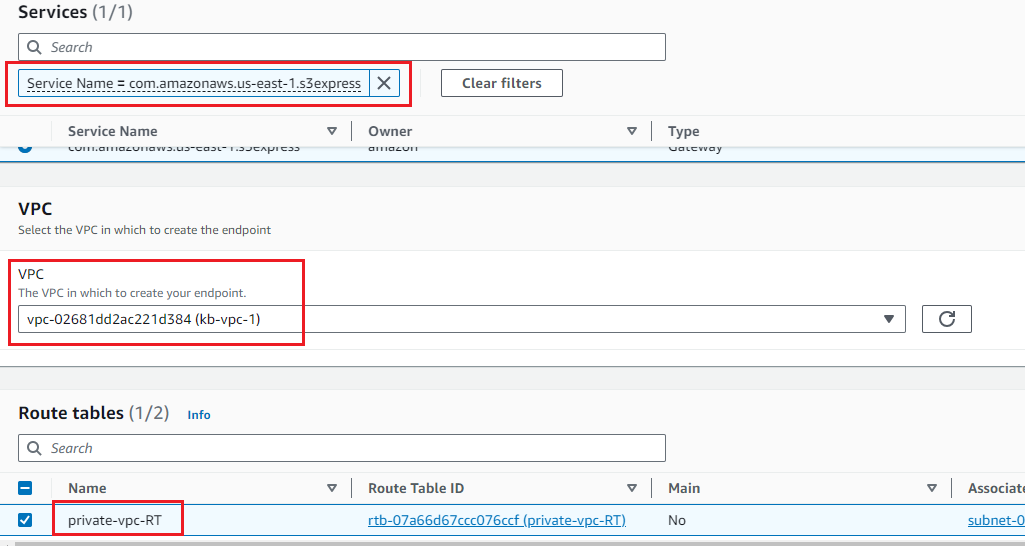 Services (1/1)
Search
Service Name = com.amazonaws.us-east-1.s3express
Clear filters
Service Name Owner Type
com.amazonaws.us-east-1.s3express amazon Gateway
VPC
Select the VPC in which to create the endpoint
VPC
The VPC in which to create your endpoint.
vpc-02681dd2ac221d384 (kb-vpc-1)
Route tables (1/2) Info
Search
Name Route Table ID Main Associate
private-vpc-RT rtb-07a66d67ccc076ccf (private-vpc-RT) No subnet-0